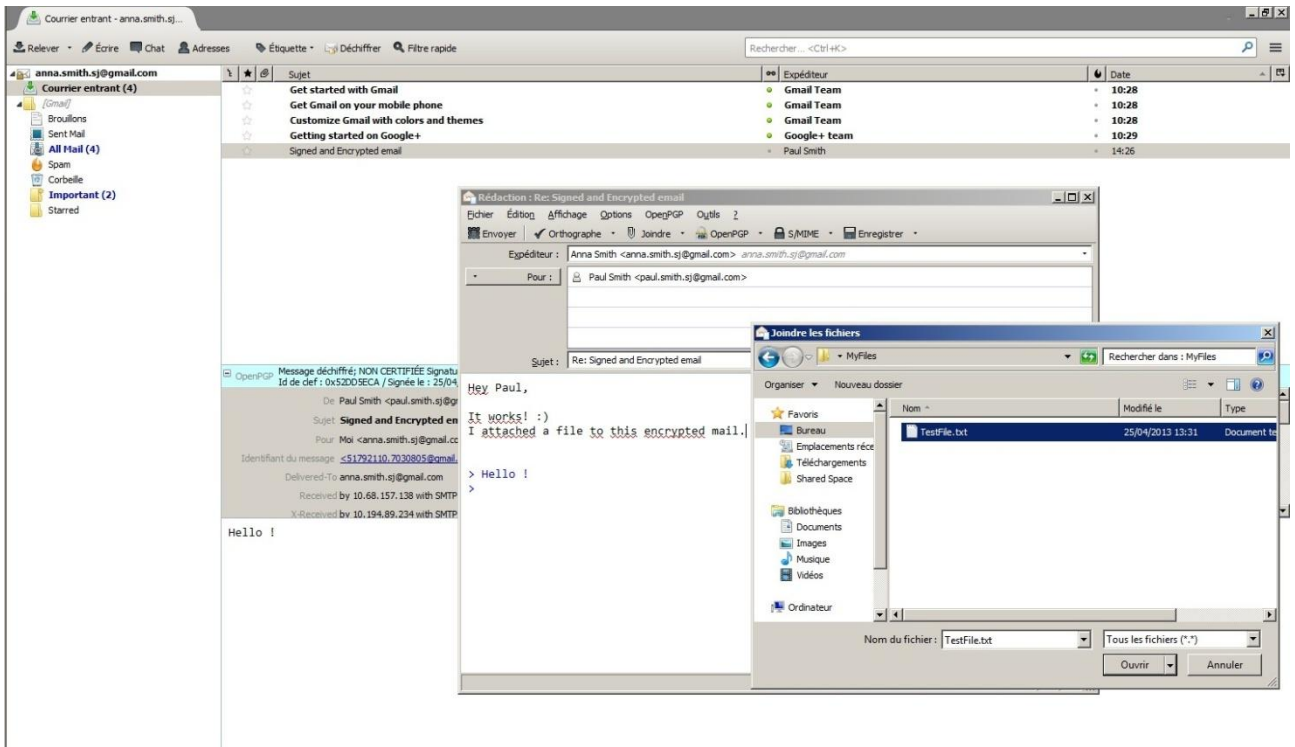 Courrier entrant - anna.smith.sj...
Relever Écrire Chat Adresses Étiquette Déchiffrer Filtre rapide Rechercher... <Ctrl+K>
anna.smith.sj@gmail.com
Courrier entrant (4)
[Gmail]
Brouillons
Sent Mail
All Mail (4)
Spam
Corbeille
Important (2)
Starred
Sujet Expéditeur Date
Get started with Gmail Gmail Team 10:28
Get Gmail on your mobile phone Gmail Team 10:28
Customize Gmail with colors and themes Gmail Team 10:28
Getting started on Google+ Google+ team 10:29
Signed and Encrypted email Paul Smith 14:26
OpenPGP Message déchiffré; NON CERTIFIÉE Signatu
Id de clef : 0x52DD5ECA / Signée le : 25/04
De Paul Smith <paul.smith.sj@gr
Sujet Signed and Encrypted en
Pour Moi <anna.smith.sj@gmail.cc
Identifiant du message <51792110.7030805@gmail.
Delivered-To anna.smith.sj@gmail.com
Received by 10.68.157.138 with SMTP
X-Received by 10.194.89.234 with SMTP
Hello !
Rédaction : Re: Signed and Encrypted email
Fichier Édition Affichage Options OpenPGP Outils ?
Envoyer Orthographe Joindre OpenPGP S/MIME Enregistrer
Expéditeur : Anna Smith <anna.smith.sj@gmail.com> anna.smith.sj@gmail.com
Pour : Paul Smith <paul.smith.sj@gmail.com>
Sujet : Re: Signed and Encrypted email
Hey Paul,
It works! :)
I attached a file to this encrypted mail.
> Hello !
>
Joindre les fichiers
MyFiles Rechercher dans : MyFiles
Organiser Nouveau dossier
Favoris
Bureau
Emplacements réce
Téléchargements
Shared Space
Bibliothèques
Documents
Images
Musique
Vidéos
Ordinateur
Nom Modifié le Type
TestFile.txt 25/04/2013 13:31 Document te
Nom du fichier : TestFile.txt Tous les fichiers (*.*)
Ouvrir Annuler